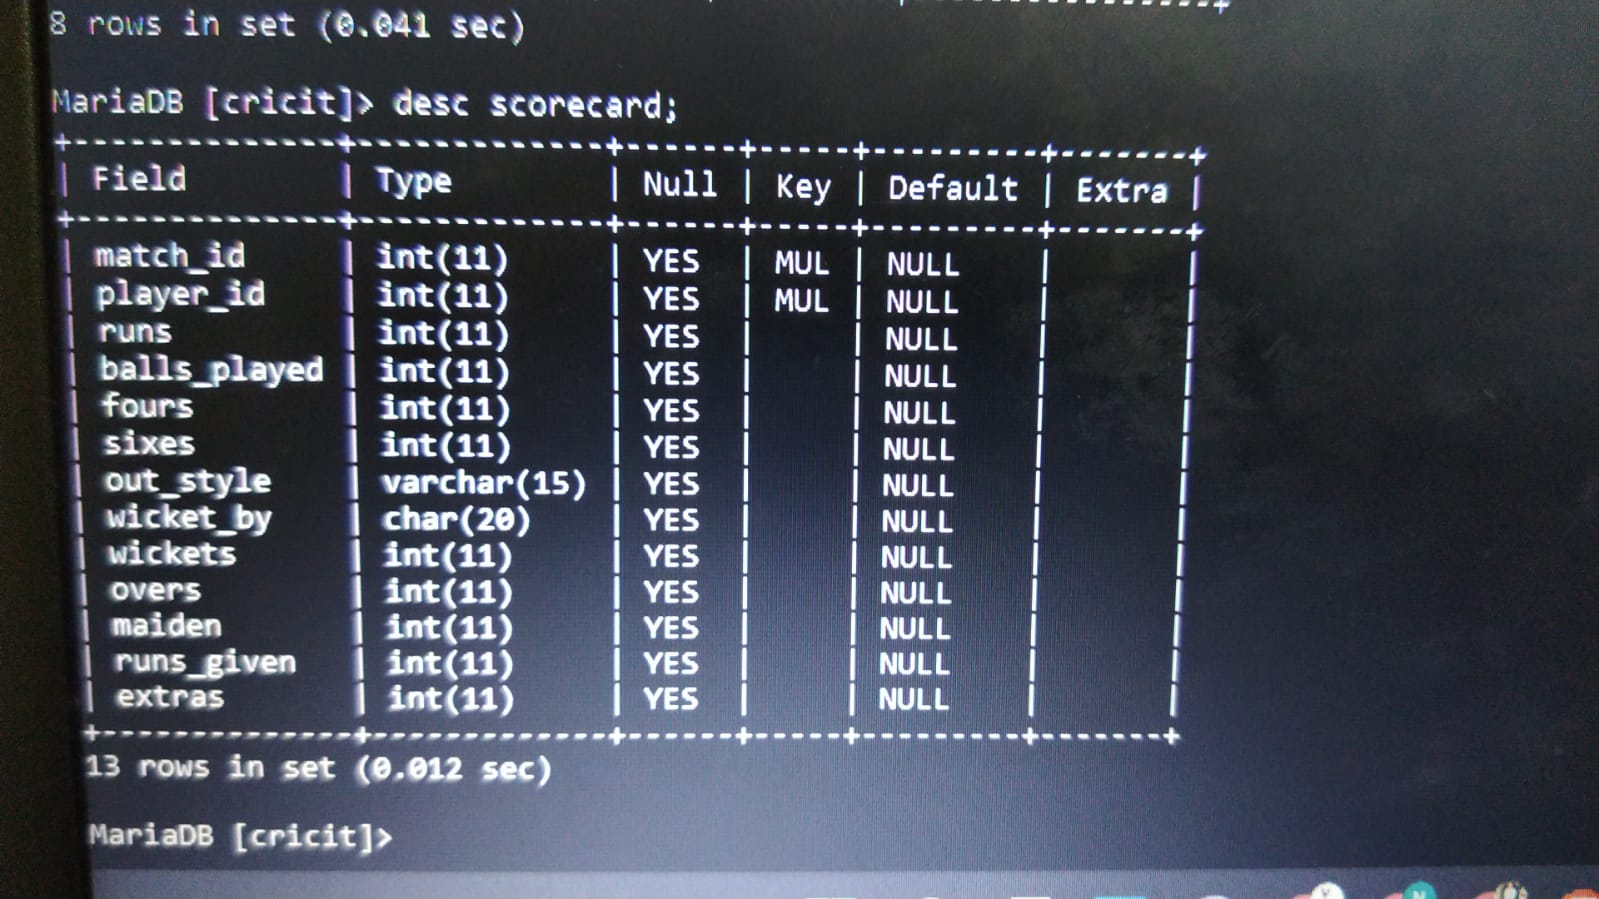 8 rows in set (0.041 sec)
MariaDB [cricit]> desc scorecard;
+--------------+-------------+------+-----+---------+-------+
| Field | Type | Null | Key | Default | Extra |
+--------------+-------------+------+-----+---------+-------+
| match_id | int(11) | YES | MUL | NULL | |
| player_id | int(11) | YES | MUL | NULL | |
| runs | int(11) | YES | | NULL | |
| balls_played | int(11) | YES | | NULL | |
| fours | int(11) | YES | | NULL | |
| sixes | int(11) | YES | | NULL | |
| out_style | varchar(15) | YES | | NULL | |
| wicket_by | char(20) | YES | | NULL | |
| wickets | int(11) | YES | | NULL | |
| overs | int(11) | YES | | NULL | |
| maiden | int(11) | YES | | NULL | |
| runs_given | int(11) | YES | | NULL | |
| extras | int(11) | YES | | NULL | |
+--------------+-------------+------+-----+---------+-------+
13 rows in set (0.012 sec)
MariaDB [cricit]>